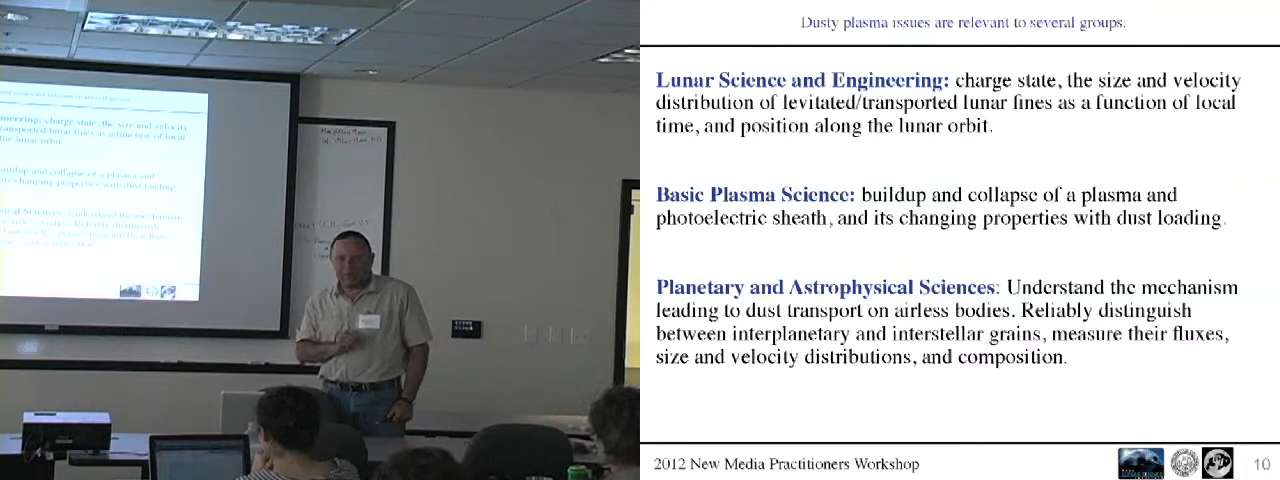 Dusty plasma issues are relevant to several groups.
Lunar Science and Engineering: charge state, the size and velocity
distribution of levitated/transported lunar fines as a function of local
time, and position along the lunar orbit.
Basic Plasma Science: buildup and collapse of a plasma and
photoelectric sheath, and its changing properties with dust loading.
Planetary and Astrophysical Sciences: Understand the mechanism
leading to dust transport on airless bodies. Reliably distinguish
between interplanetary and interstellar grains, measure their fluxes,
size and velocity distributions, and composition.
2012 New Media Practitioners Workshop
10